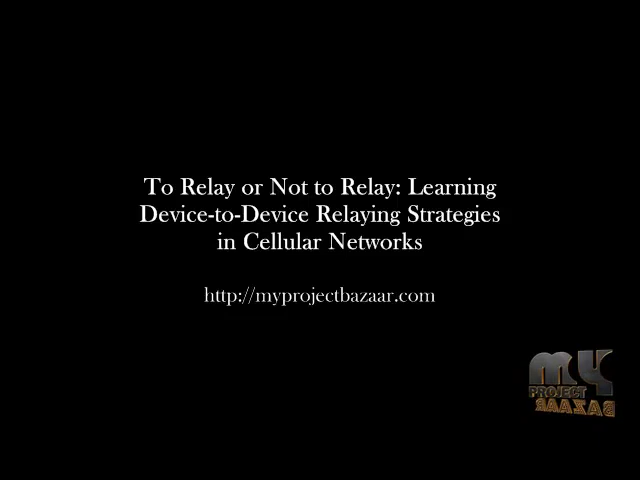 To Relay or Not to Relay: Learning
Device-to-Device Relaying Strategies
in Cellular Networks
http://myprojectbazaar.com
my
PROJECT
BAZAAR